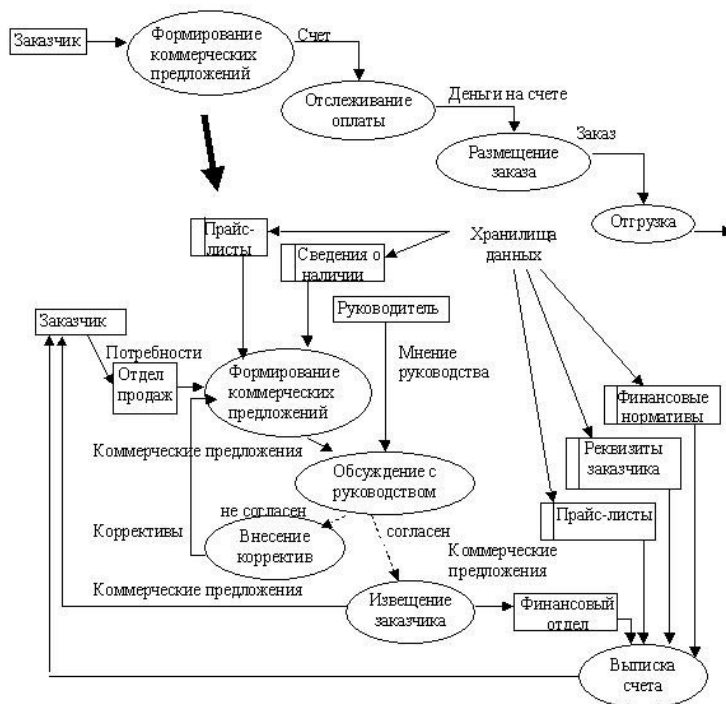 Заказчик
Формирование
коммерческих
предложений
Счет
Отслеживание
оплаты
Деньги на счете
Размещение
заказа
Заказ
Отгрузка
Прайс-
листы
Сведения о
наличии
Хранилища
данных
Руководитель
Заказчик
Потребности
Отдел
продаж
Формирование
коммерческих
предложений
Мнение
руководства
Финансовые
нормативы
Коммерческие предложения
Обсуждение с
руководством
Реквизиты
заказчика
не согласен
Прайс-листы
Коррективы
Внесение
корректив
согласен
Коммерческие
предложения
Коммерческие предложения
Извещение
заказчика
Финансовый
отдел
Выписка
счета